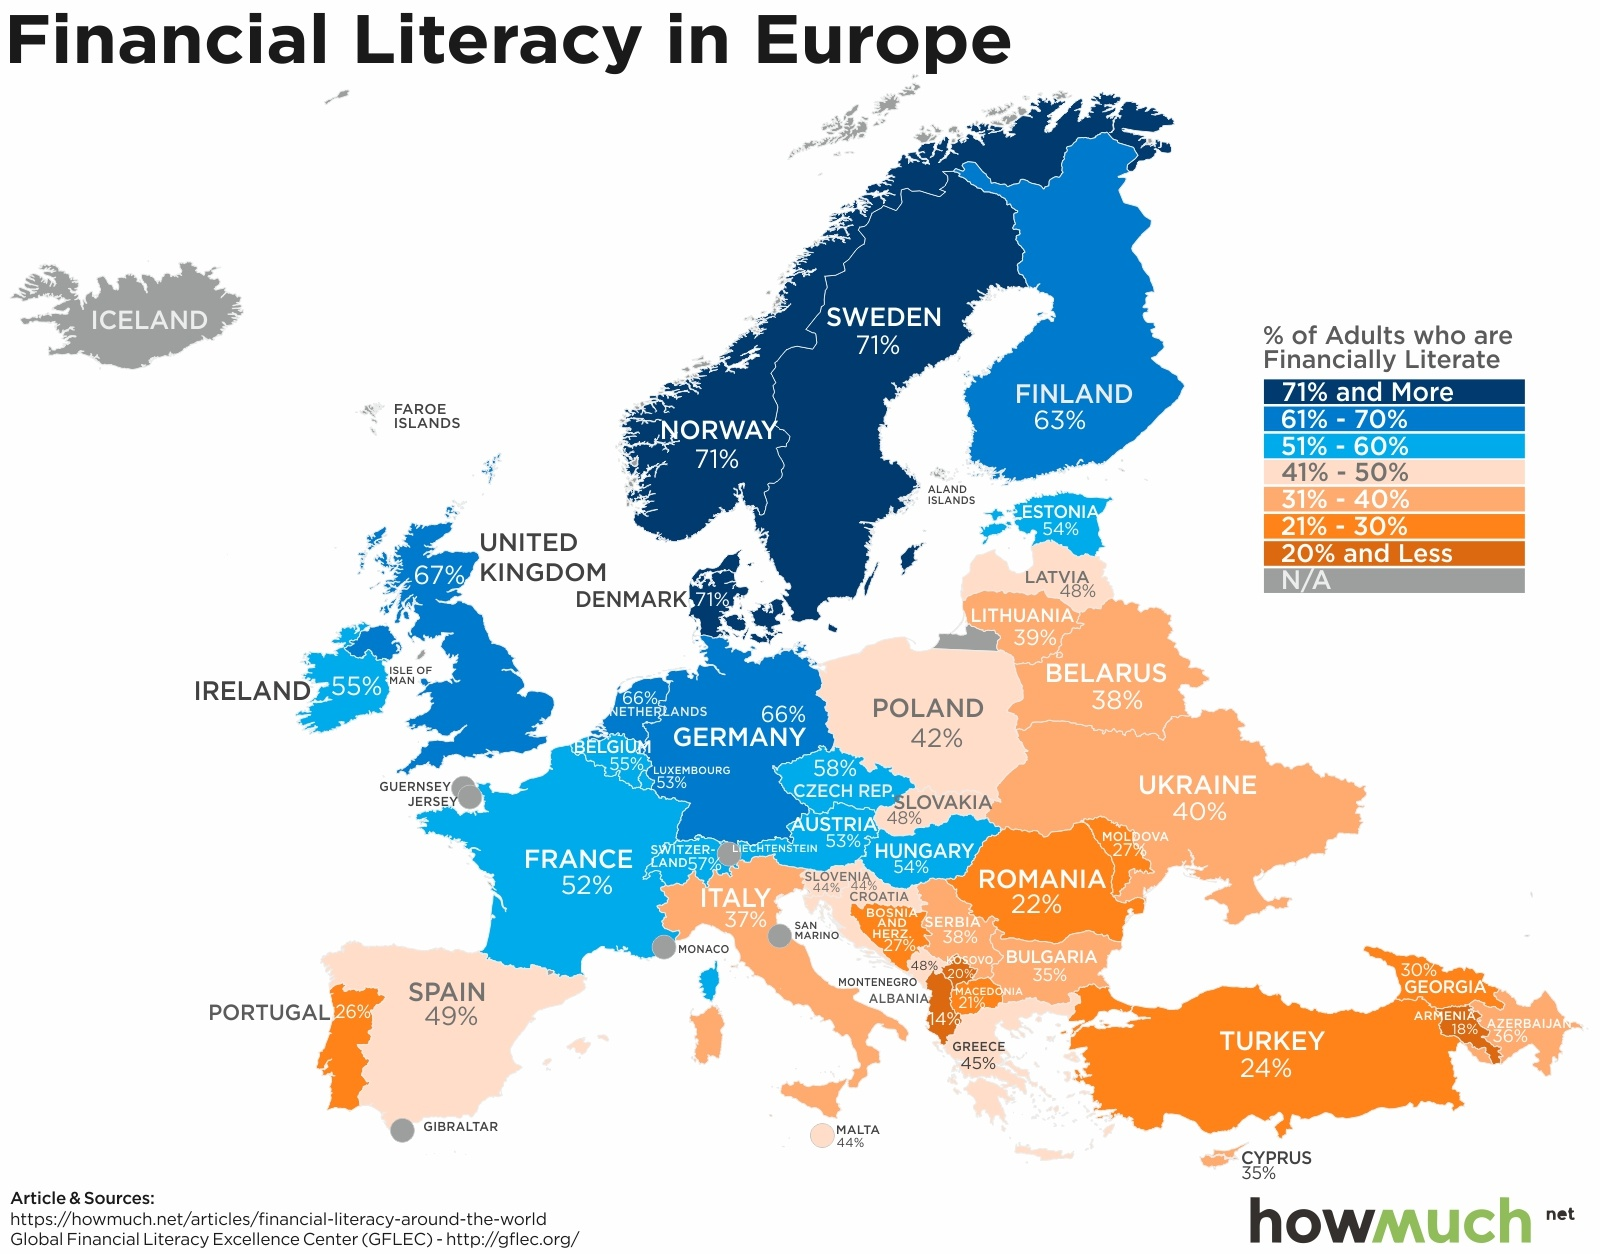 Financial Literacy in Europe
ICELAND
FAROE
ISLANDS
SWEDEN
71%
FINLAND
63%
NORWAY
71%
ALAND
ISLANDS
% of Adults who are
Financially Literate
71% and More
61% - 70%
51% - 60%
41% - 50%
31% - 40%
21% - 30%
20% and Less
N/A
ESTONIA
54%
UNITED
KINGDOM
67%
DENMARK
71%
LATVIA
48%
LITHUANIA
39%
BELARUS
38%
ISLE OF
MAN
IRELAND
55%
66%
NETHERLANDS
66%
GERMANY
POLAND
42%
BELGIUM
55%
LUXEMBOURG
53%
58%
CZECH REP.
UKRAINE
40%
GUERNSEY
JERSEY
SLOVAKIA
48%
AUSTRIA
53%
MOLDOVA
27%
FRANCE
52%
SWITZER-
LAND57%
LIECHTENSTEIN
HUNGARY
54%
ROMANIA
22%
ITALY
37%
SLOVENIA
44%
44%
CROATIA
BOSNIA
AND
HERZ.
27%
SERBIA
38%
SAN
MARINO
MONACO
BULGARIA
35%
48%
MONTENEGRO
KOSOVO
20%
MACEDONIA
21%
ALBANIA
14%
SPAIN
49%
PORTUGAL
26%
30%
GEORGIA
ARMENIA
18%
AZERBAIJAN
36%
GREECE
45%
TURKEY
24%
GIBRALTAR
MALTA
44%
CYPRUS
35%
Article & Sources:
https://howmuch.net/articles/financial-literacy-around-the-world
Global Financial Literacy Excellence Center (GFLEC) - http://gflec.org/
howmuch net